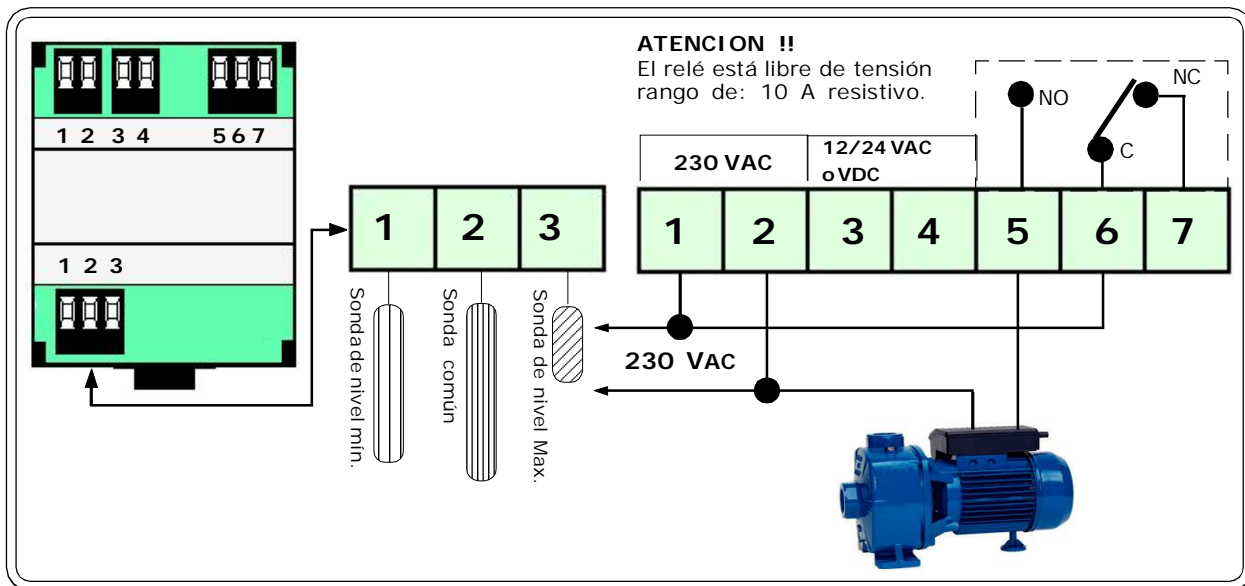 ATENCION !!
El relé está libre de tensión
rango de: 10 A resistivo.
NO
NC
C
1 2 3 4 5 6 7
230 VAC
12/24 VAC
o VDC
1 2 3
1 2 3 4 5 6 7
1 2 3
Sonda de nivel mín.
Sonda común
Sonda de nivel Max.
230 VAC